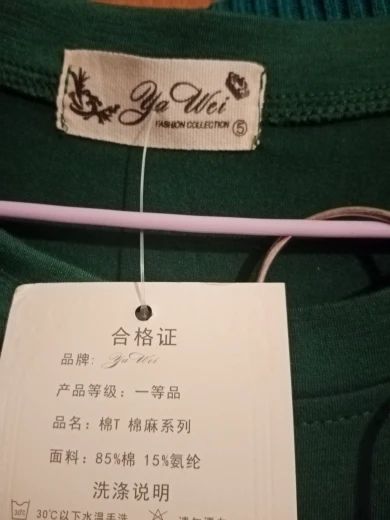 Ya Wei
FASHION COLLECTION ⑤
合格证
品牌: Ya Wei
产品等级: 一等品
品名: 棉T 棉麻系列
面料: 85%棉 15%氨纶
洗涤说明
30℃以下水温手洗